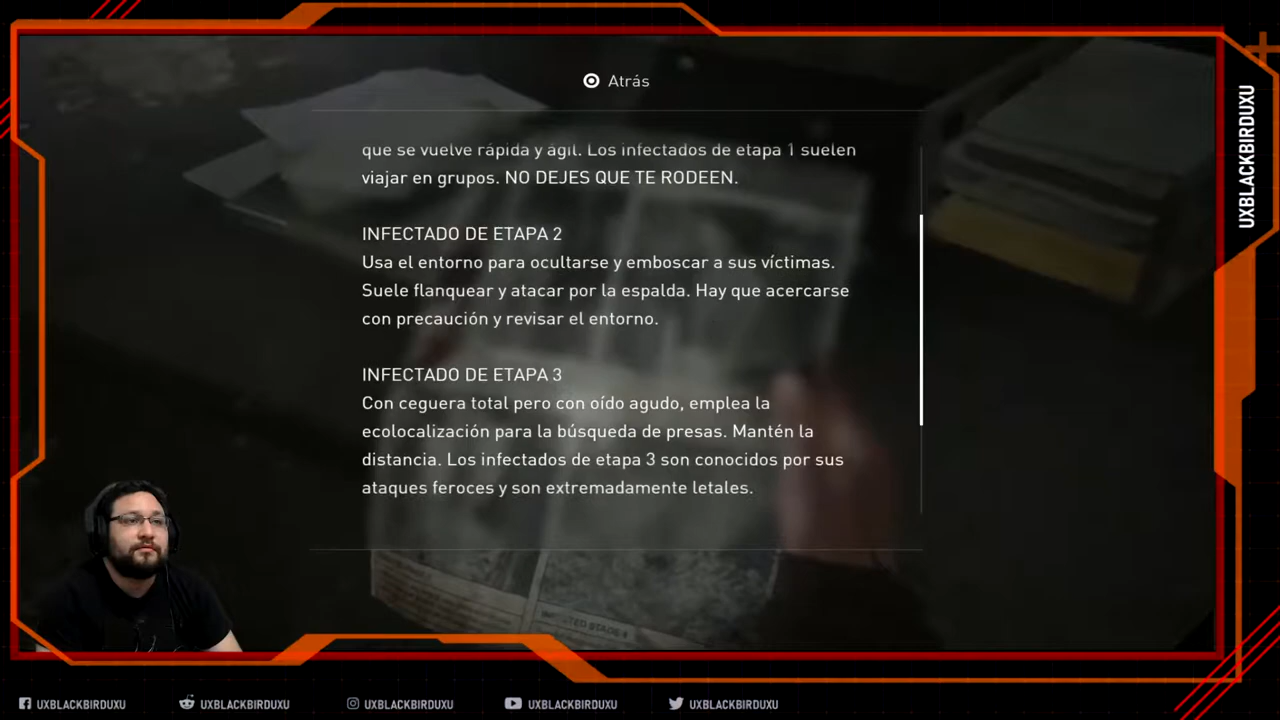 Atrás
que se vuelve rápida y ágil. Los infectados de etapa 1 suelen
viajar en grupos. NO DEJES QUE TE RODEEN.
INFECTADO DE ETAPA 2
Usa el entorno para ocultarse y emboscar a sus víctimas.
Suele flanquear y atacar por la espalda. Hay que acercarse
con precaución y revisar el entorno.
INFECTADO DE ETAPA 3
Con ceguera total pero con oído agudo, emplea la
ecolocalización para la búsqueda de presas. Mantén la
distancia. Los infectados de etapa 3 son conocidos por sus
ataques feroces y son extremadamente letales.
UXBLACKBIRDUXU
UXBLACKBIRDUXU
UXBLACKBIRDUXU
UXBLACKBIRDUXU
UXBLACKBIRDUXU
UXBLACKBIRDUXU